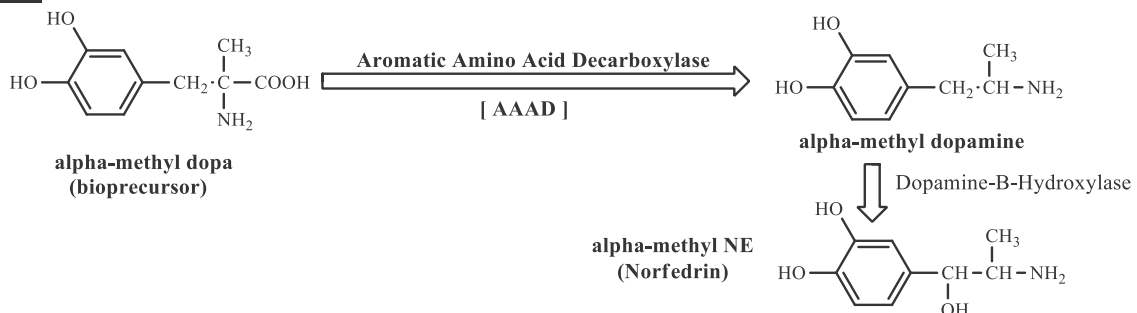 HO
HO
CH3
CH2·C—COOH
NH2
alpha-methyl dopa
(bioprecursor)
Aromatic Amino Acid Decarboxylase
[ AAAD ]
HO
HO
CH3
CH2·CH—NH2
alpha-methyl dopamine
Dopamine-B-Hydroxylase
alpha-methyl NE
(Norfedrin)
HO
HO
CH3
CH—CH—NH2
OH